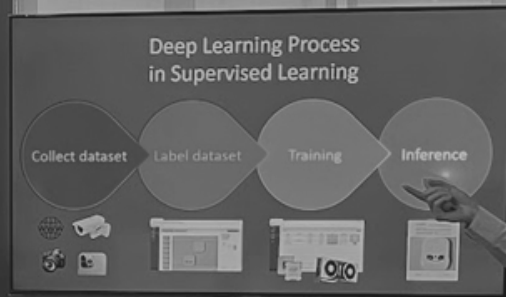 Deep Learning Process
in Supervised Learning
Collect dataset
Label dataset
Training
Inference